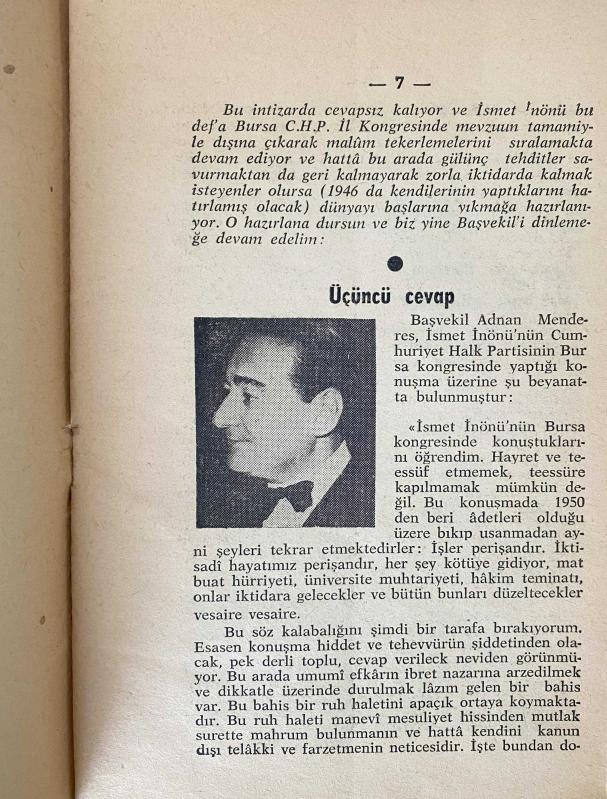 — 7 —
Bu intizarda cevapsız kalıyor ve İsmet İnönü bu
def'a Bursa C.H.P. İl Kongresinde mevzuun tamamiy-
le dışına çıkarak malûm tekerlemelerini sıralamakta
devam ediyor ve hattâ bu arada gülünç tehditler sa-
vurmaktan da geri kalmayarak zorla iktidarda kalmak
isteyenler olursa (1946 da kendilerinin yaptıklarını ha-
tırlamış olacak) dünyayı başlarına yıkmağa hazırlanı-
yor. O hazırlana dursun ve biz yine Başvekil'i dinleme-
ğe devam edelim:
Üçüncü cevap
Başvekil Adnan Mende-
res, İsmet İnönü'nün Cum-
huriyet Halk Partisinin Bur
sa kongresinde yaptığı ko-
nuşma üzerine şu beyanat-
ta bulunmuştur:
«İsmet İnönü'nün Bursa
kongresinde konuştukları-
nı öğrendim. Hayret ve te-
essüf etmemek, teessüre
kapılmamak mümkün de-
ğil. Bu konuşmada 1950
den beri âdetleri olduğu
üzere bıkıp usanmadan ay-
ni şeyleri tekrar etmektedirler: İşler perişandır. İkti-
sadî hayatımız perişandır, her şey kötüye gidiyor, mat
buat hürriyeti, üniversite muhtariyeti, hâkim teminatı,
onlar iktidara gelecekler ve bütün bunları düzeltecekler
vesaire vesaire.
Bu söz kalabalığını şimdi bir tarafa bırakıyorum.
Esasen konuşma hiddet ve tehevvürün şiddetinden ola-
cak, pek derli toplu, cevap verileck neviden görünmü-
yor. Bu arada umumî efkârın ibret nazarına arzedilmek
ve dikkatle üzerinde durulmak lâzım gelen bir bahis
var. Bu bahis bir ruh haletini apaçık ortaya koymakta-
dır. Bu ruh haleti manevî mesuliyet hissinden mutlak
surette mahrum bulunmanın ve hattâ kendini kanun
dışı telâkki ve farzetmenin neticesidir. İşte bundan do-